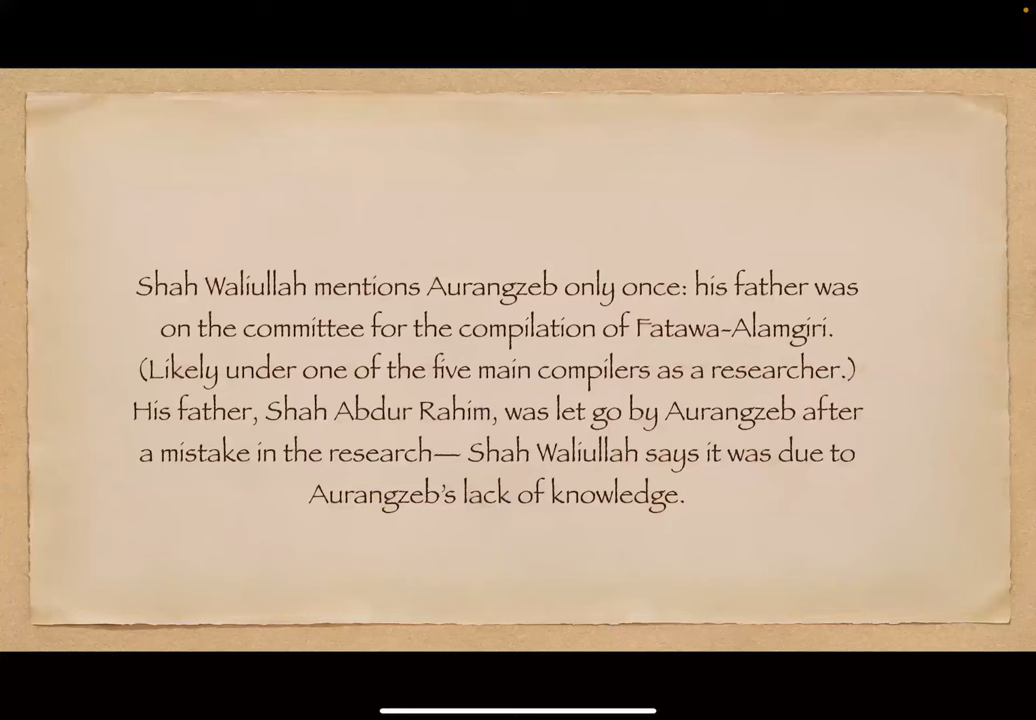 Shah Waliullah mentions Aurangzeb only once: his father was
on the committee for the compilation of Fatawa-Alamgiri.
(Likely under one of the five main compilers as a researcher.)
His father, Shah Abdur Rahim, was let go by Aurangzeb after
a mistake in the research— Shah Waliullah says it was due to
Aurangzeb’s lack of knowledge.